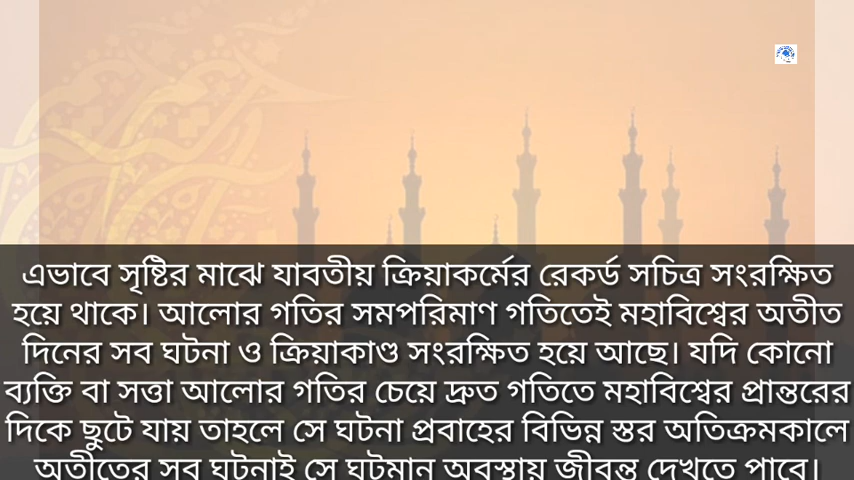 এভাবে সৃষ্টির মাঝে যাবতীয় ক্রিয়াকর্মের রেকর্ড সচিত্র সংরক্ষিত
হয়ে থাকে। আলোর গতির সমপরিমাণ গতিতেই মহাবিশ্বের অতীত
দিনের সব ঘটনা ও ক্রিয়াকাণ্ড সংরক্ষিত হয়ে আছে। যদি কোনো
ব্যক্তি বা সত্তা আলোর গতির চেয়ে দ্রুত গতিতে মহাবিশ্বের প্রান্তরের
দিকে ছুটে যায় তাহলে সে ঘটনা প্রবাহের বিভিন্ন স্তর অতিক্রমকালে
অতীতের সব ঘটনাই সে ঘটমান অবস্থায় জীবন্ত দেখতে পাবে।